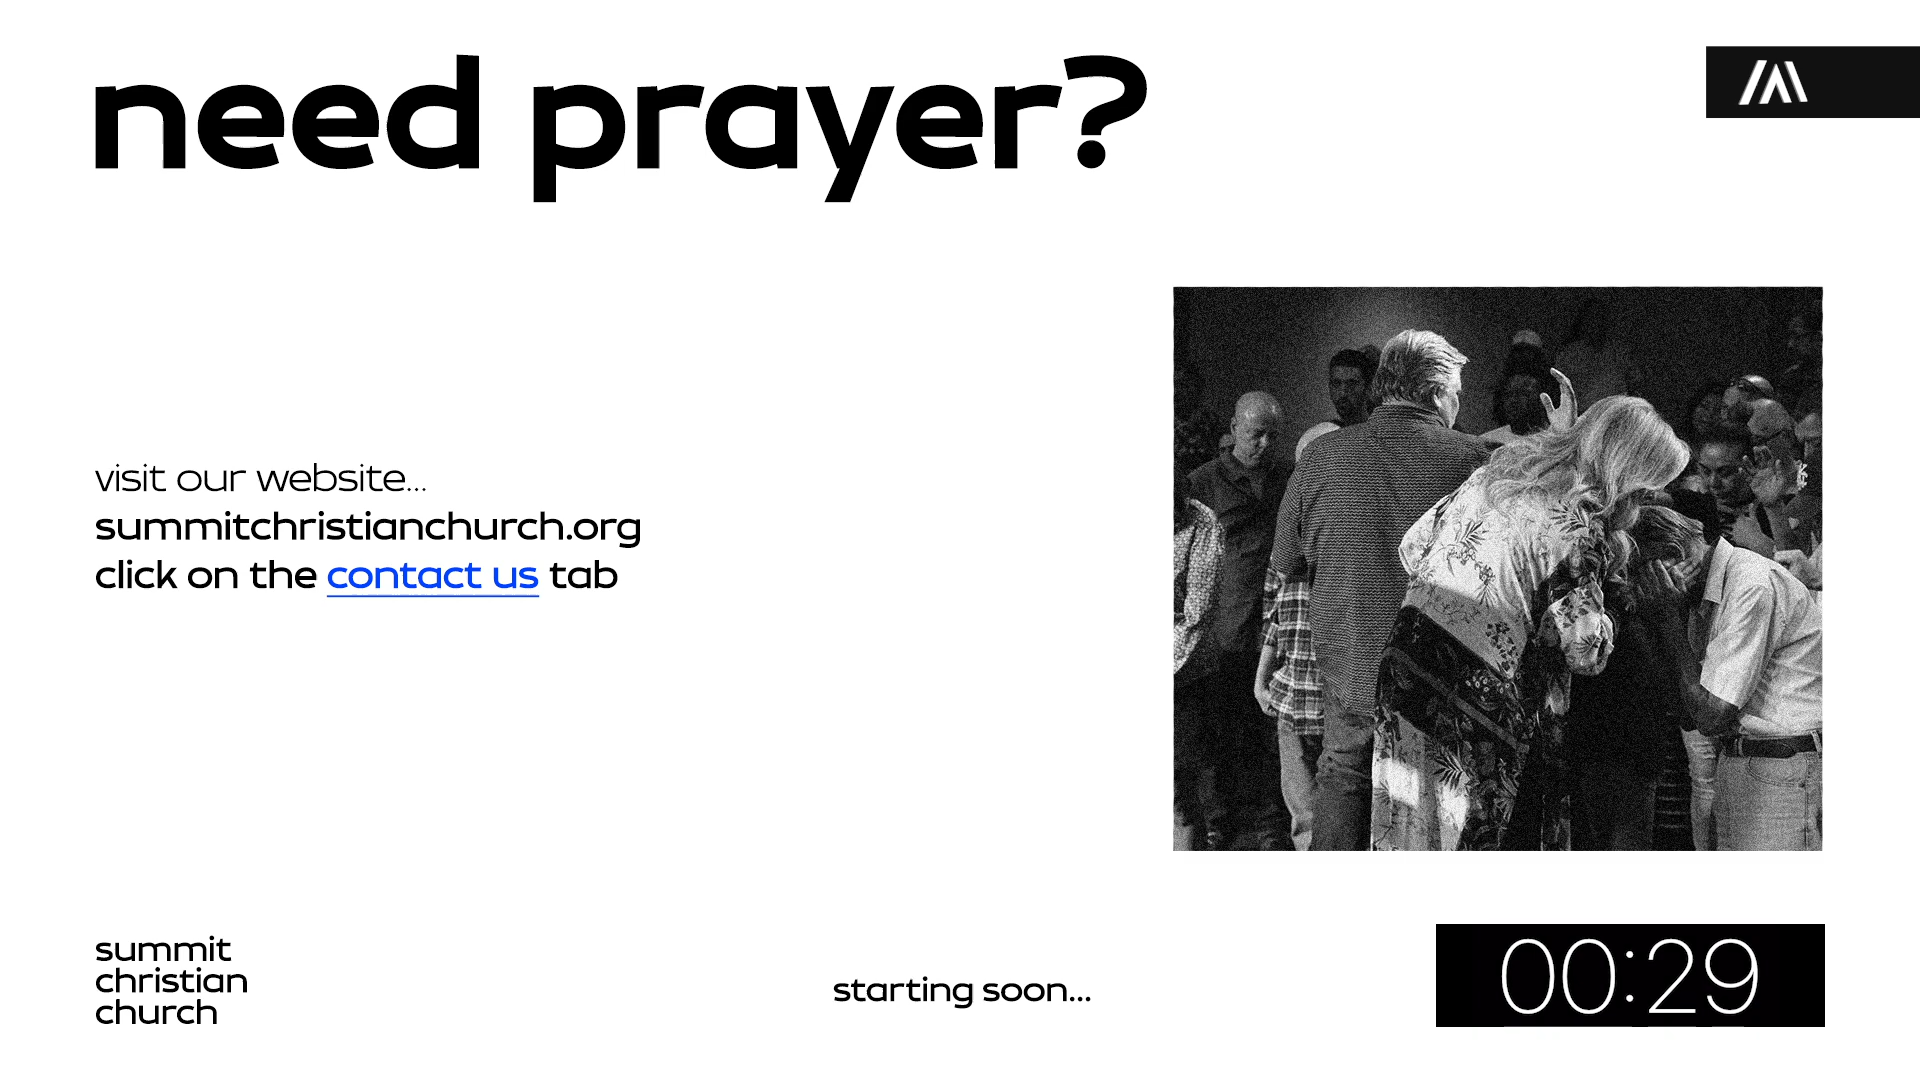 need prayer?
visit our website...
summitchristianchurch.org
click on the contact us tab
summit
christian
church
starting soon...
00:29